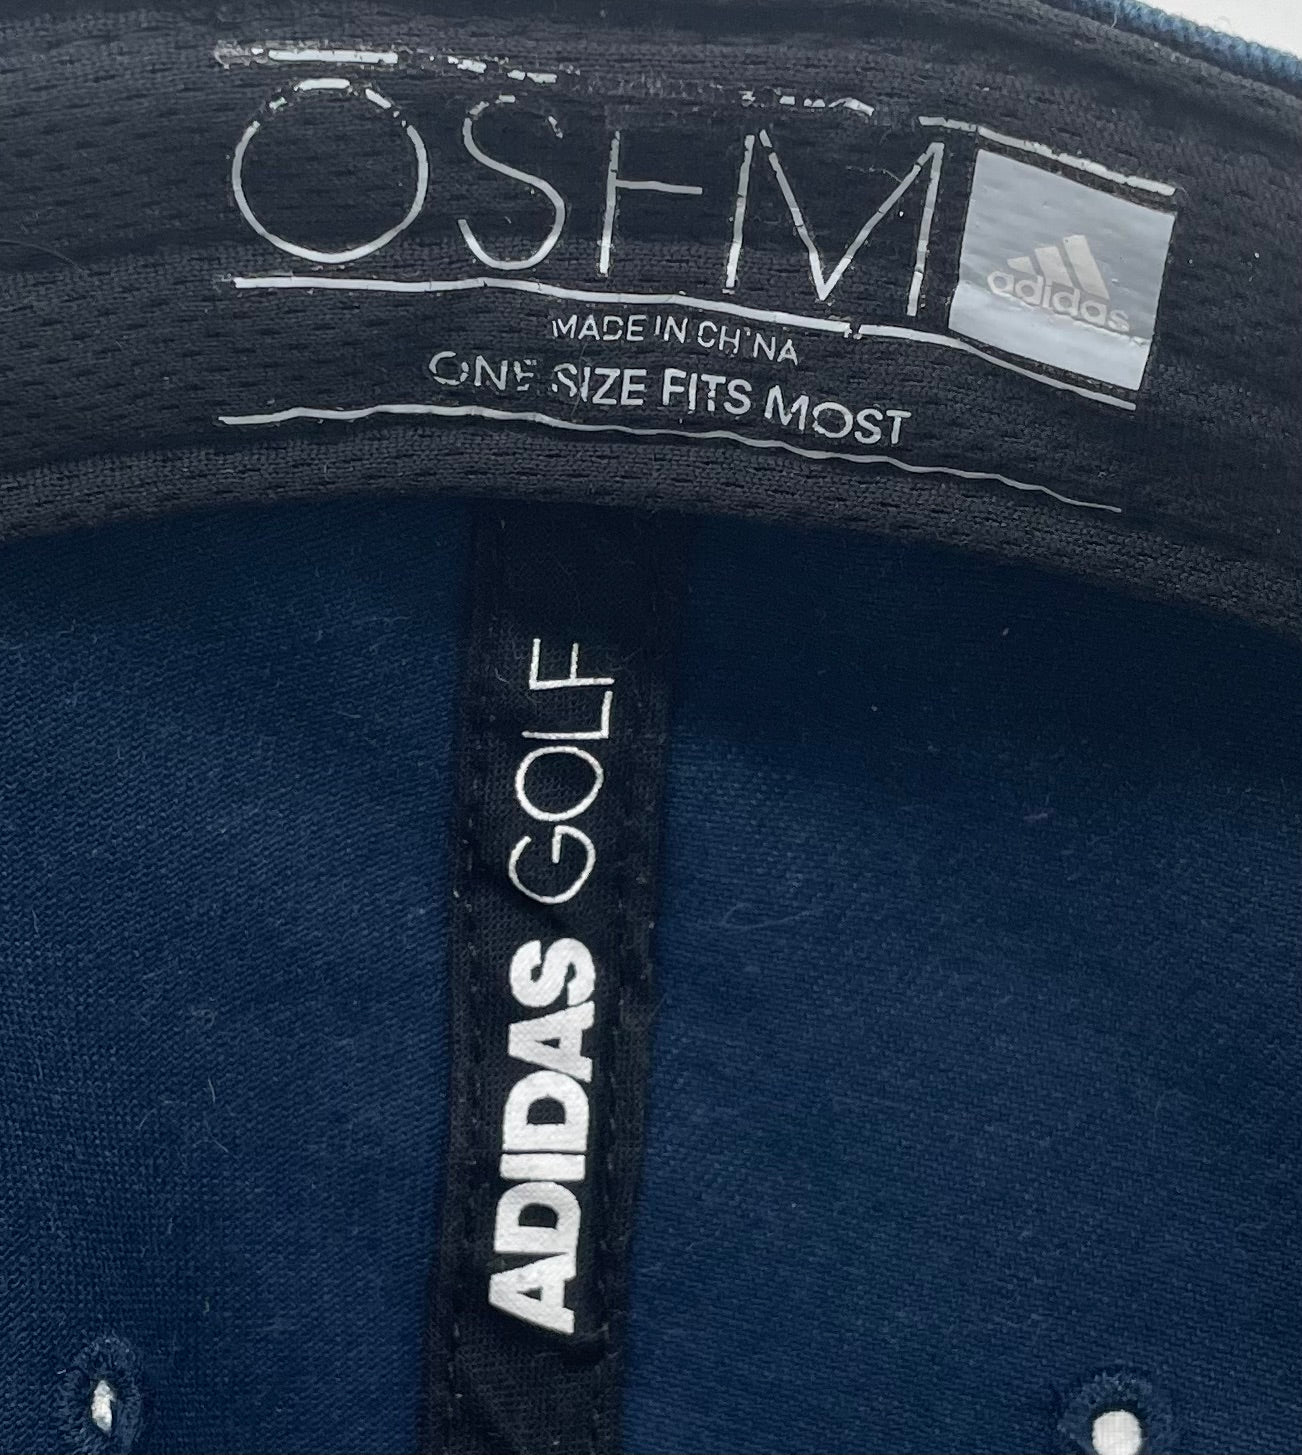 OSFM
adidas
MADE IN CHINA
ONE SIZE FITS MOST
ADIDAS GOLF